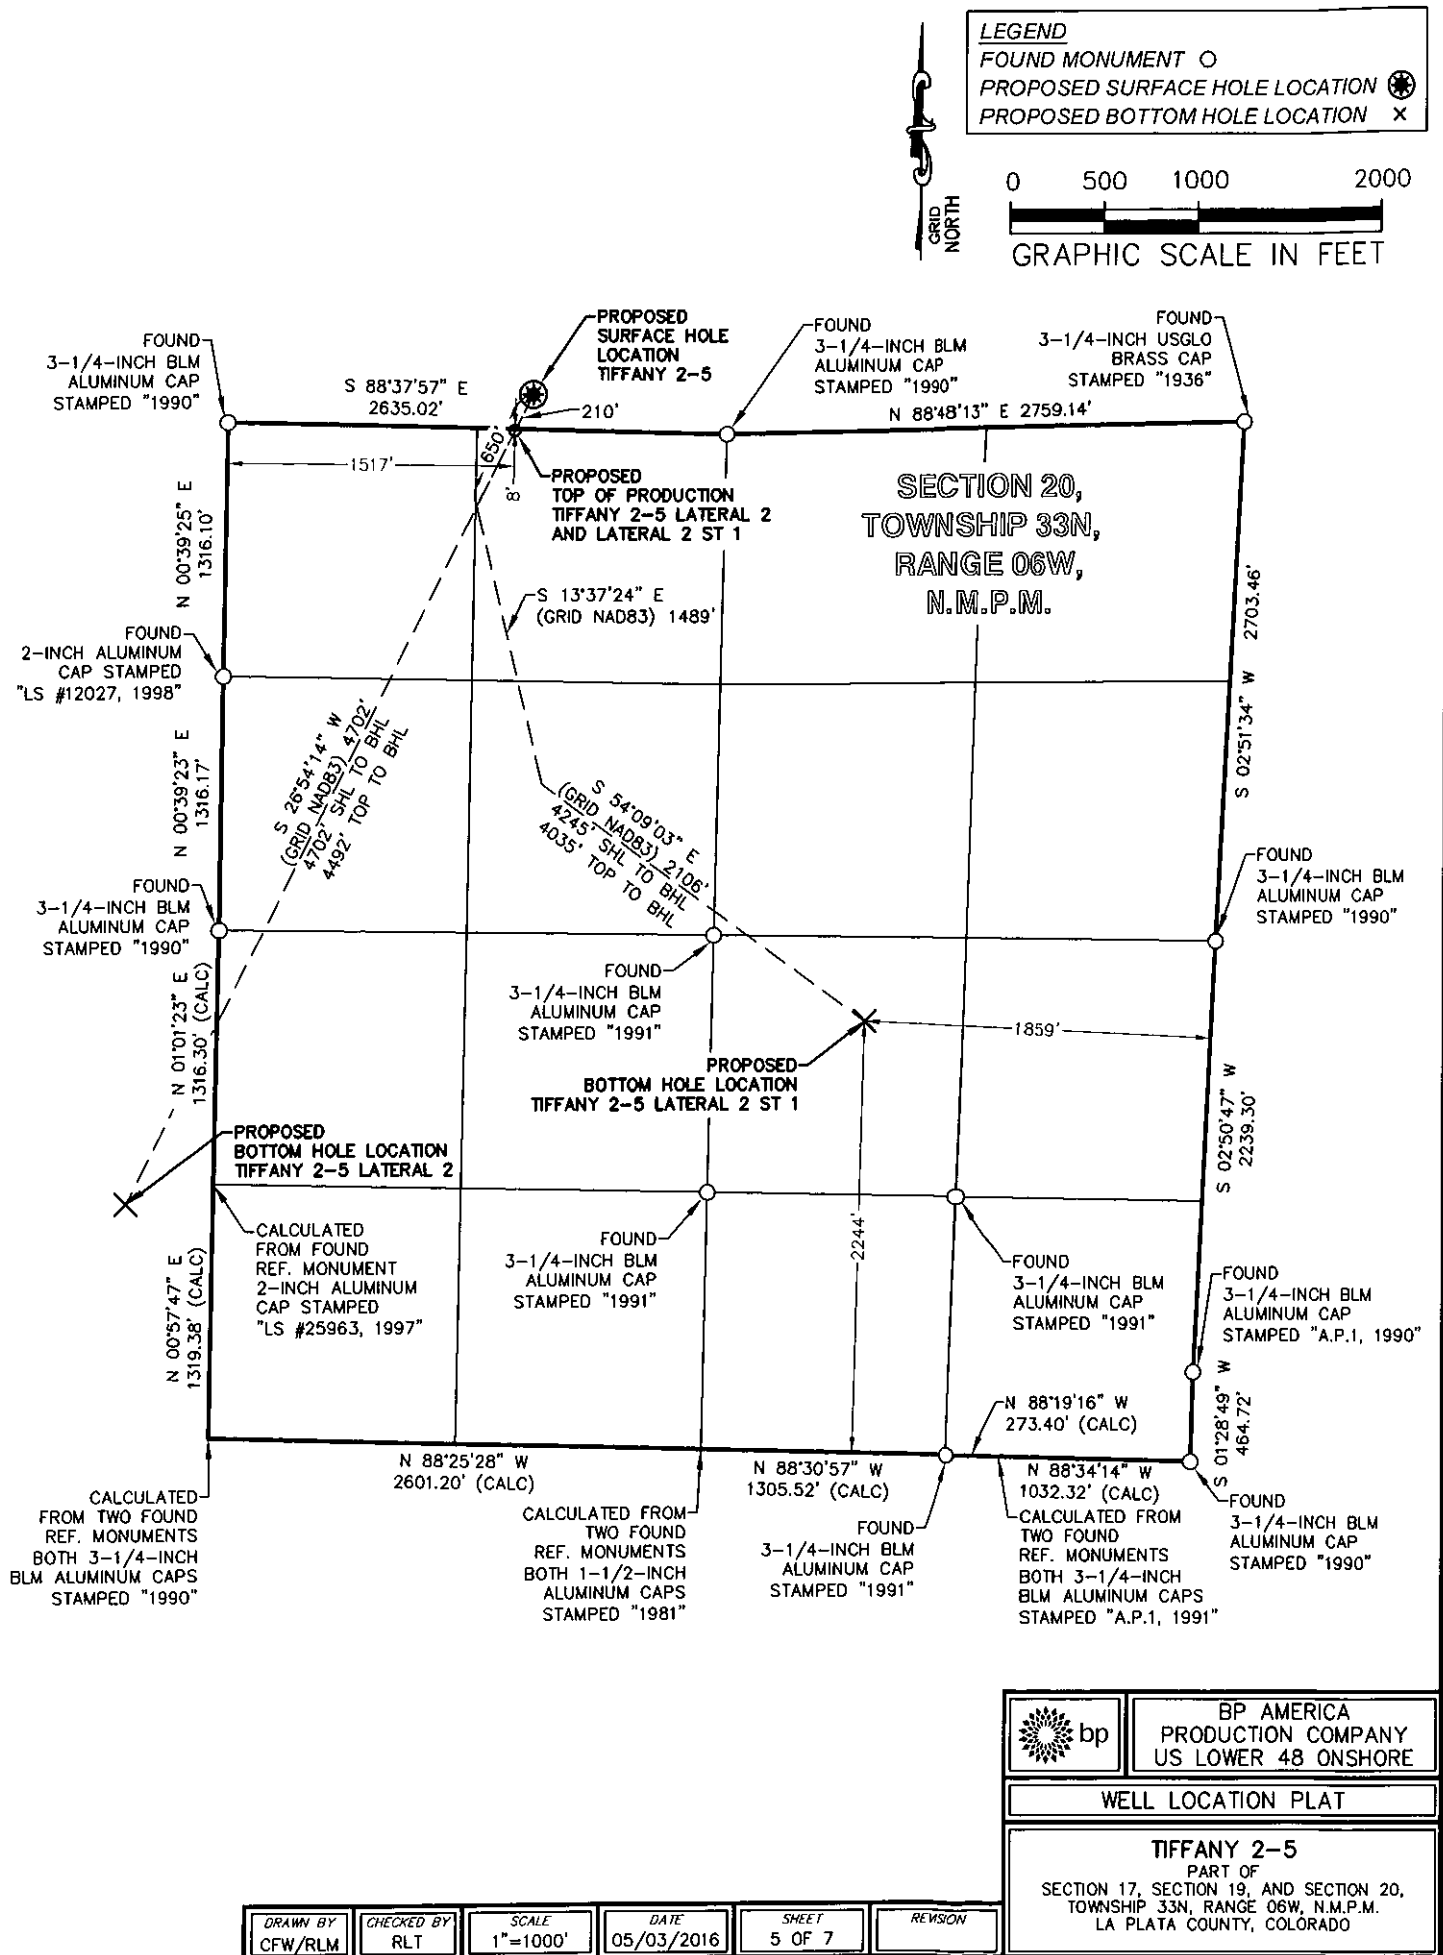 LEGEND
FOUND MONUMENT
PROPOSED SURFACE HOLE LOCATION
PROPOSED BOTTOM HOLE LOCATION
GRID
NORTH
0 500 1000 2000
GRAPHIC SCALE IN FEET
FOUND
3-1/4-INCH BLM
ALUMINUM CAP
STAMPED "1990"
S 88°37'57" E
2635.02'
PROPOSED
SURFACE HOLE
LOCATION
TIFFANY 2-5
210'
FOUND
3-1/4-INCH BLM
ALUMINUM CAP
STAMPED "1990"
N 88°48'13" E 2759.14'
FOUND
3-1/4-INCH USGLO
BRASS CAP
STAMPED "1936"
1517'
650'
8'
PROPOSED
TOP OF PRODUCTION
TIFFANY 2-5 LATERAL 2
AND LATERAL 2 ST 1
SECTION 20,
TOWNSHIP 33N,
RANGE 06W,
N.M.P.M.
N 00°39'25" E
1316.10'
S 13°37'24" E
(GRID NAD83) 1489'
S 02°51'34" W 2703.46'
FOUND
2-INCH ALUMINUM
CAP STAMPED
"LS #12027, 1998"
N 00°39'23" E
1316.17'
S 26°54'14" W
(GRID NAD83) 4702'
4702' SHL TO BHL
4492' TOP TO BHL
S 54°09'03" E
(GRID NAD83) 2106'
4245' SHL TO BHL
4035' TOP TO BHL
FOUND
3-1/4-INCH BLM
ALUMINUM CAP
STAMPED "1990"
FOUND
3-1/4-INCH BLM
ALUMINUM CAP
STAMPED "1990"
FOUND
3-1/4-INCH BLM
ALUMINUM CAP
STAMPED "1991"
N 01°01'23" E
1316.30' (CALC)
1859'
PROPOSED
BOTTOM HOLE LOCATION
TIFFANY 2-5 LATERAL 2 ST 1
PROPOSED
BOTTOM HOLE LOCATION
TIFFANY 2-5 LATERAL 2
S 02°50'47" W
2239.30'
CALCULATED
FROM FOUND
REF. MONUMENT
2-INCH ALUMINUM
CAP STAMPED
"LS #25963, 1997"
FOUND
3-1/4-INCH BLM
ALUMINUM CAP
STAMPED "1991"
2244'
FOUND
3-1/4-INCH BLM
ALUMINUM CAP
STAMPED "1991"
FOUND
3-1/4-INCH BLM
ALUMINUM CAP
STAMPED "A.P.1, 1990"
N 00°57'47" E
1319.38' (CALC)
N 88°19'16" W
273.40' (CALC)
S 01°28'49" W
464.72'
N 88°25'28" W
2601.20' (CALC)
N 88°30'57" W
1305.52' (CALC)
N 88°34'14" W
1032.32' (CALC)
CALCULATED
FROM TWO FOUND
REF. MONUMENTS
BOTH 3-1/4-INCH
BLM ALUMINUM CAPS
STAMPED "1990"
CALCULATED FROM
TWO FOUND
REF. MONUMENTS
BOTH 1-1/2-INCH
ALUMINUM CAPS
STAMPED "1981"
FOUND
3-1/4-INCH BLM
ALUMINUM CAP
STAMPED "1991"
CALCULATED FROM
TWO FOUND
REF. MONUMENTS
BOTH 3-1/4-INCH
BLM ALUMINUM CAPS
STAMPED "A.P.1, 1991"
FOUND
3-1/4-INCH BLM
ALUMINUM CAP
STAMPED "1990"
bp
BP AMERICA
PRODUCTION COMPANY
US LOWER 48 ONSHORE
WELL LOCATION PLAT
TIFFANY 2-5
PART OF
SECTION 17, SECTION 19, AND SECTION 20,
TOWNSHIP 33N, RANGE 06W, N.M.P.M.
LA PLATA COUNTY, COLORADO
DRAWN BY
CFW/RLM
CHECKED BY
RLT
SCALE
1"=1000'
DATE
05/03/2016
SHEET
5 OF 7
REVISION